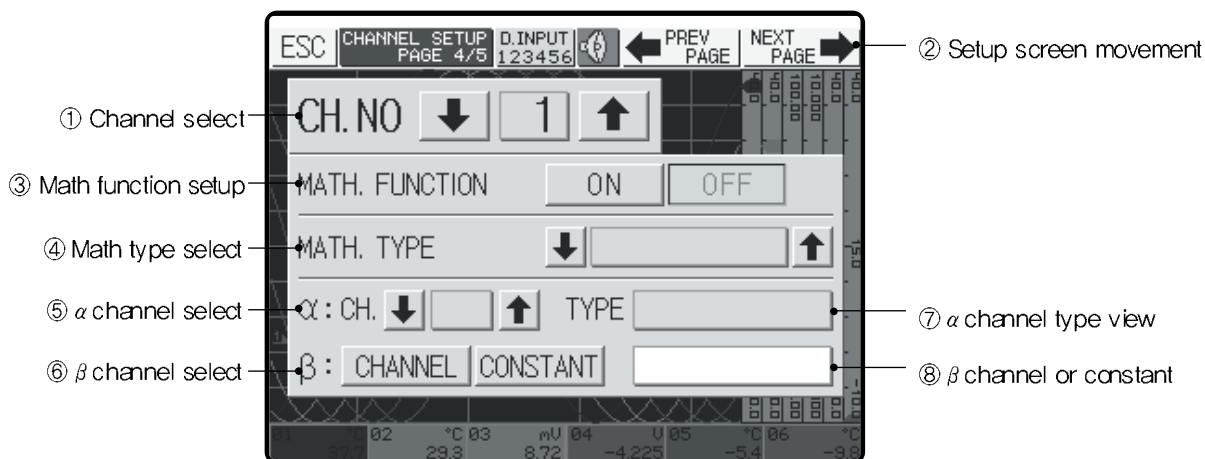 ESC CHANNEL SETUP PAGE 4/5 D.INPUT 123456 PREV PAGE NEXT PAGE
② Setup screen movement
① Channel select
CH. NO 1
③ Math function setup
MATH. FUNCTION ON OFF
④ Math type select
MATH. TYPE
⑤ α channel select
α : CH. TYPE
⑦ α channel type view
⑥ β channel select
β : CHANNEL CONSTANT
⑧ β channel or constant
01 °C 02 °C 03 mV 04 V 05 °C 06 °C
37.7 29.3 8.72 -4.225 -5.4 -9.8